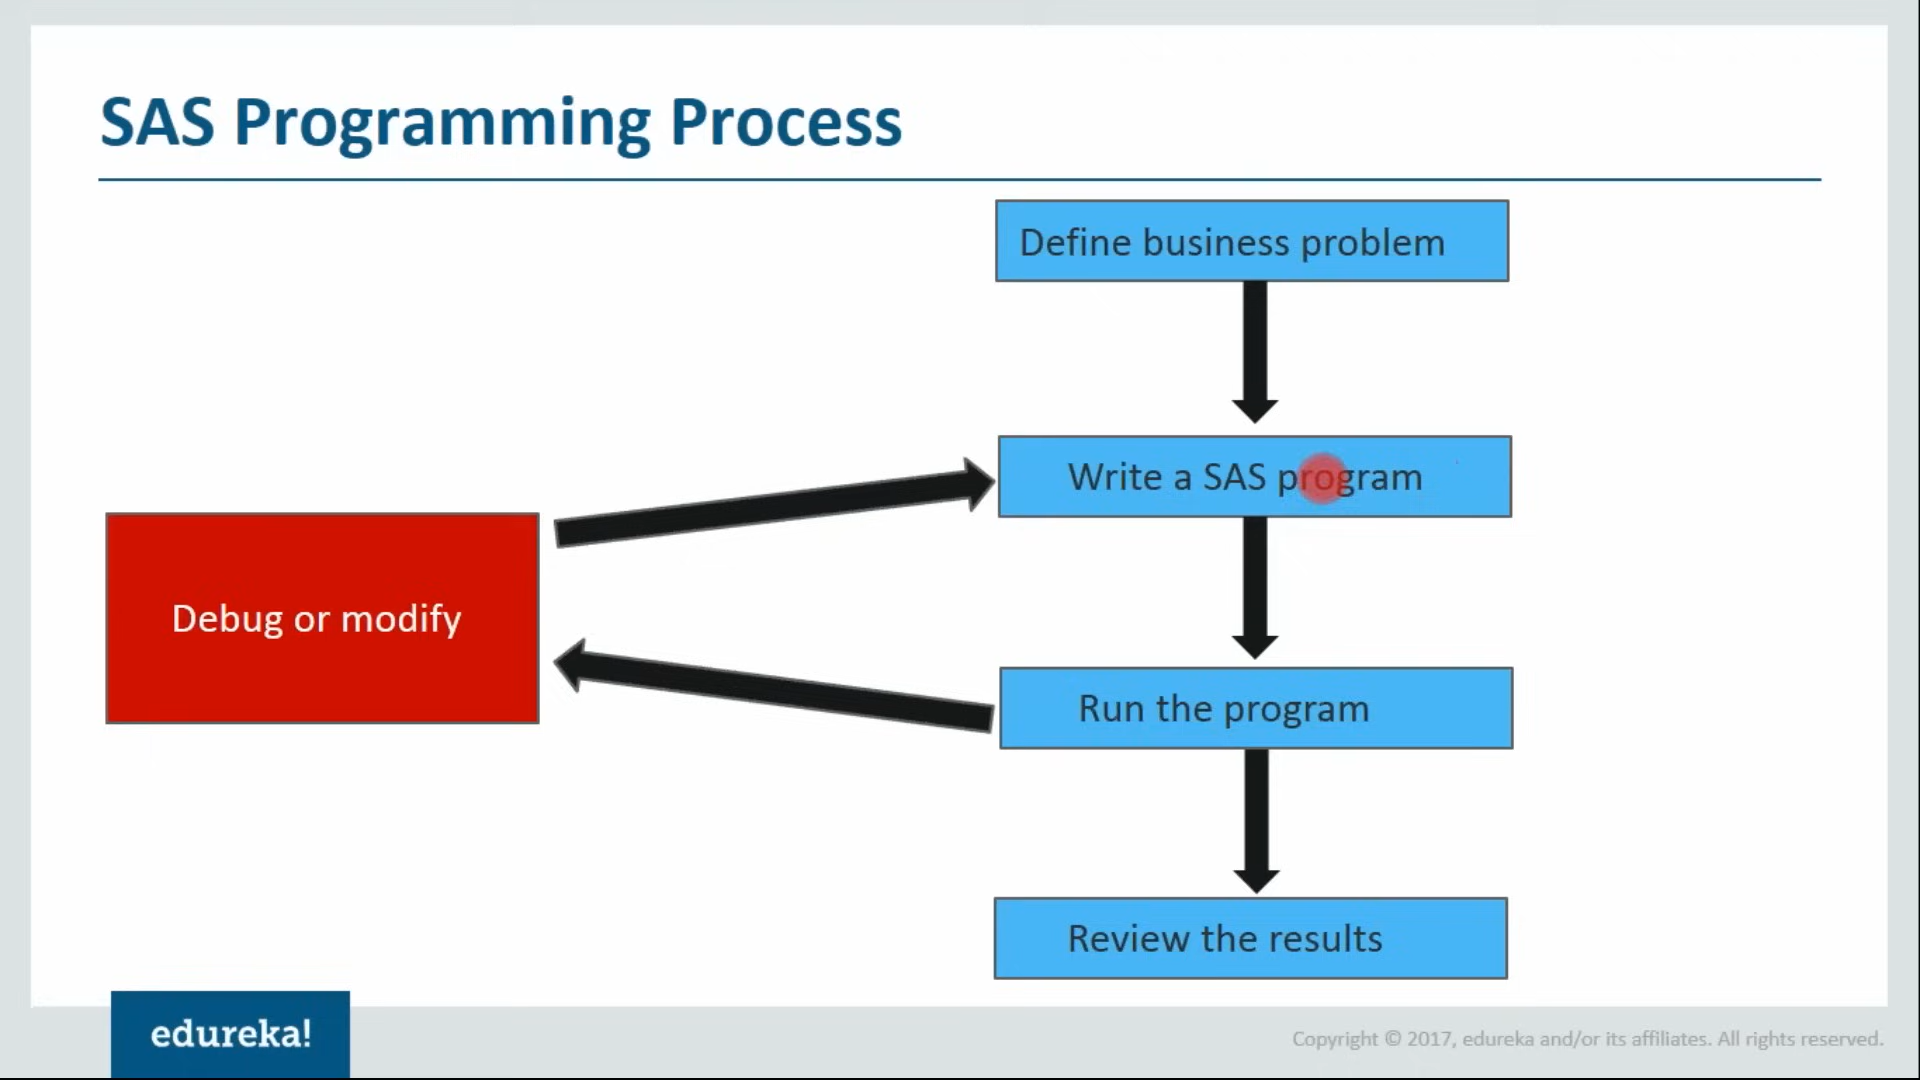 SAS Programming Process
Define business problem
Write a SAS program
Debug or modify
Run the program
Review the results
edureka!
Copyright © 2017, edureka and/or its affiliates. All rights reserved.